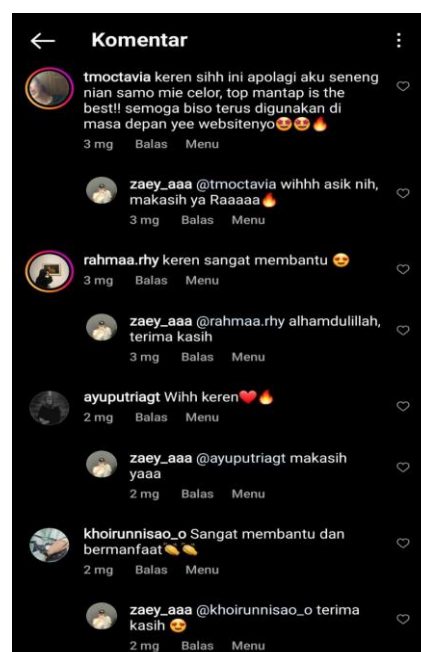 Komentar
tmoctavia keren sihh ini apolagi aku seneng
nian samo mie celor, top mantap is the
best!! semoga biso terus digunakan di
masa depan yee websitenyo😍🤩🔥
3 mg Balas Menu
zaey_aaa @tmoctavia wihhh asik nih,
makasih ya Raaaaa🔥
3 mg Balas Menu
rahmaa.rhy keren sangat membantu 😍
3 mg Balas Menu
zaey_aaa @rahmaa.rhy alhamdulillah,
terima kasih
3 mg Balas Menu
ayuputriagt Wihh keren❤️🔥
2 mg Balas Menu
zaey_aaa @ayuputriagt makasih
yaaa
2 mg Balas Menu
khoirunnisao_o Sangat membantu dan
bermanfaat👏👏
2 mg Balas Menu
zaey_aaa @khoirunnisao_o terima
kasih 😍
2 mg Balas Menu